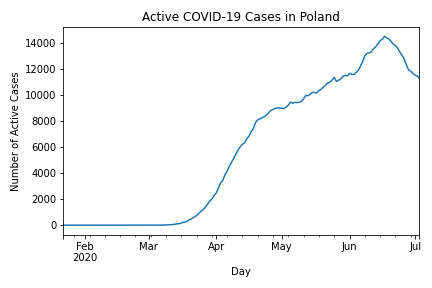 Active COVID-19 Cases in Poland
Number of Active Cases
14000
12000
10000
8000
6000
4000
2000
0
Feb
2020
Mar
Apr
May
Jun
Jul
Day